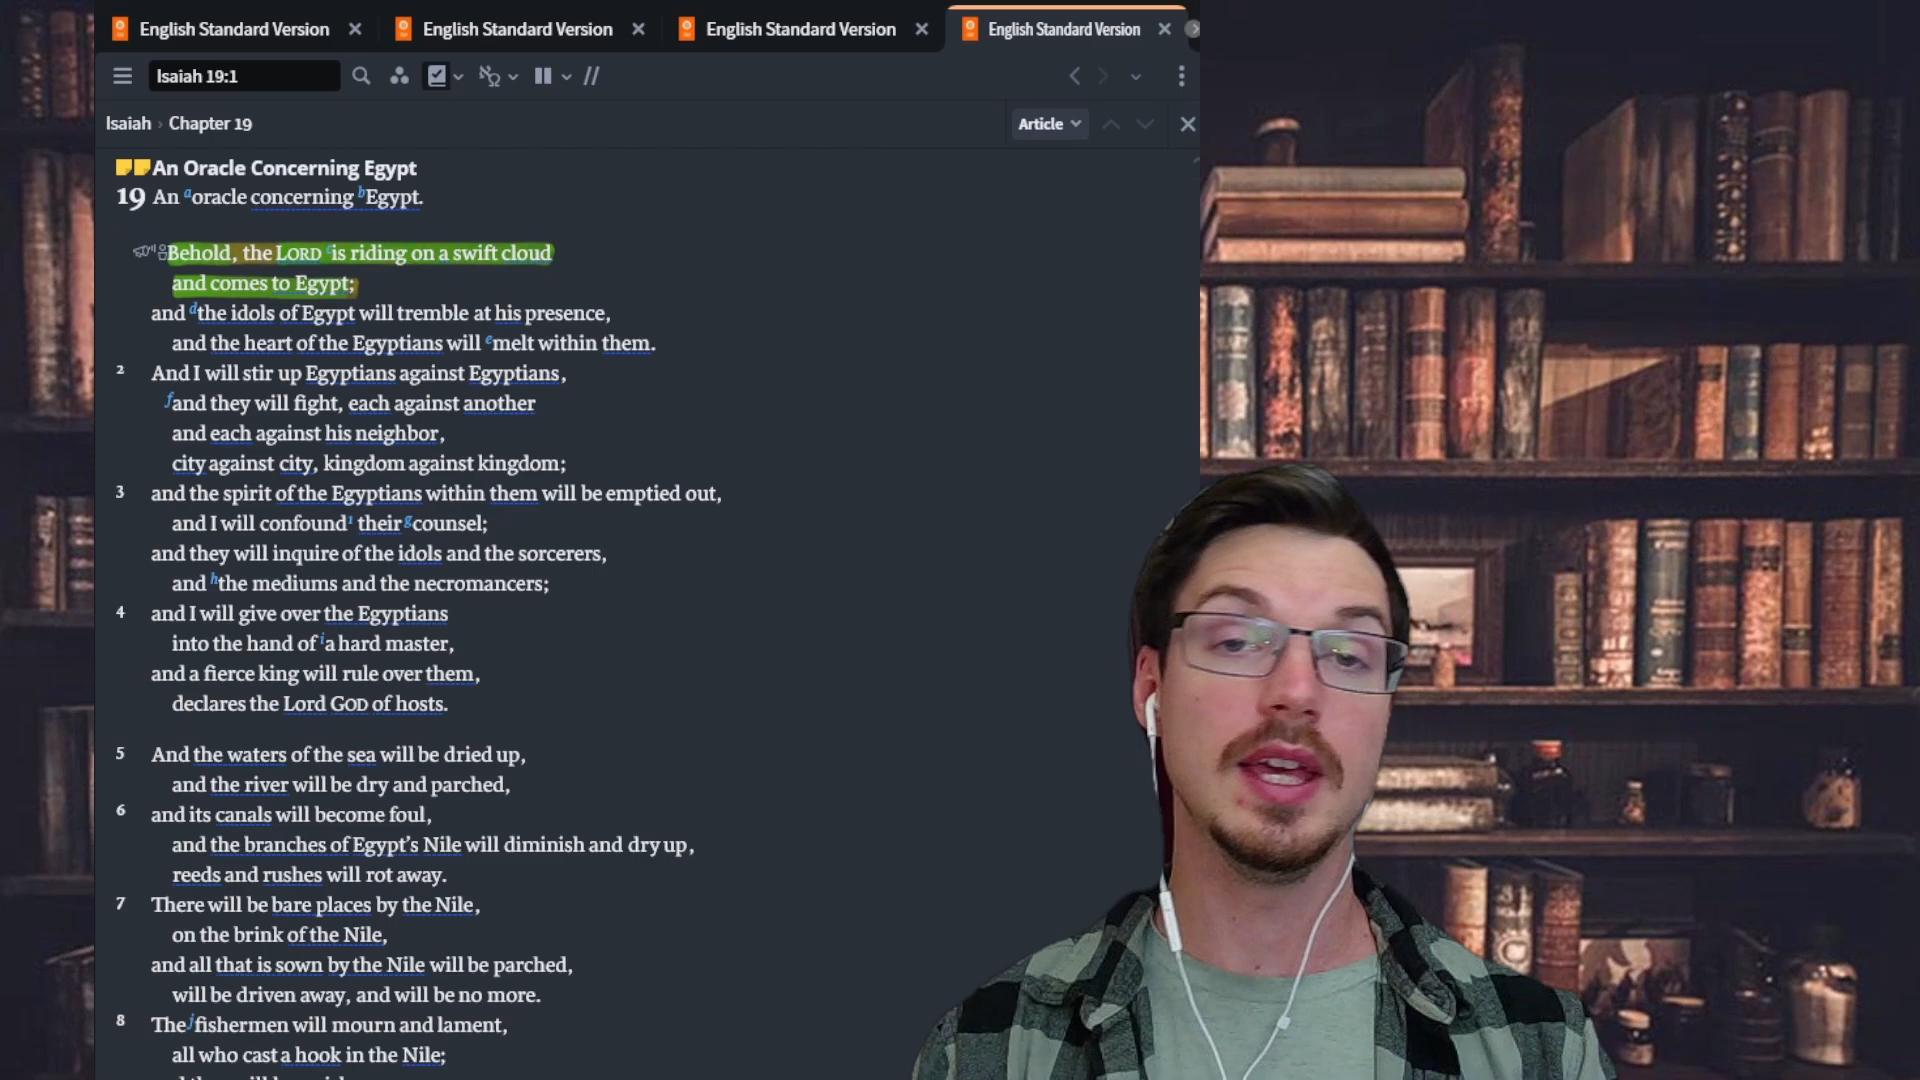 English Standard Version
English Standard Version
English Standard Version
English Standard Version
Isaiah 19:1
Isaiah › Chapter 19
Article
An Oracle Concerning Egypt
19 An a oracle concerning b Egypt.
Behold, the LORD c is riding on a swift cloud
and comes to Egypt;
and d the idols of Egypt will tremble at his presence,
and the heart of the Egyptians will e melt within them.
2 And I will stir up Egyptians against Egyptians,
f and they will fight, each against another
and each against his neighbor,
city against city, kingdom against kingdom;
3 and the spirit of the Egyptians within them will be emptied out,
and I will confound 1 their g counsel;
and they will inquire of the idols and the sorcerers,
and h the mediums and the necromancers;
4 and I will give over the Egyptians
into the hand of i a hard master,
and a fierce king will rule over them,
declares the Lord GOD of hosts.
5 And the waters of the sea will be dried up,
and the river will be dry and parched,
6 and its canals will become foul,
and the branches of Egypt’s Nile will diminish and dry up,
reeds and rushes will rot away.
7 There will be bare places by the Nile,
on the brink of the Nile,
and all that is sown by the Nile will be parched,
will be driven away, and will be no more.
8 The j fishermen will mourn and lament,
all who cast a hook in the Nile;